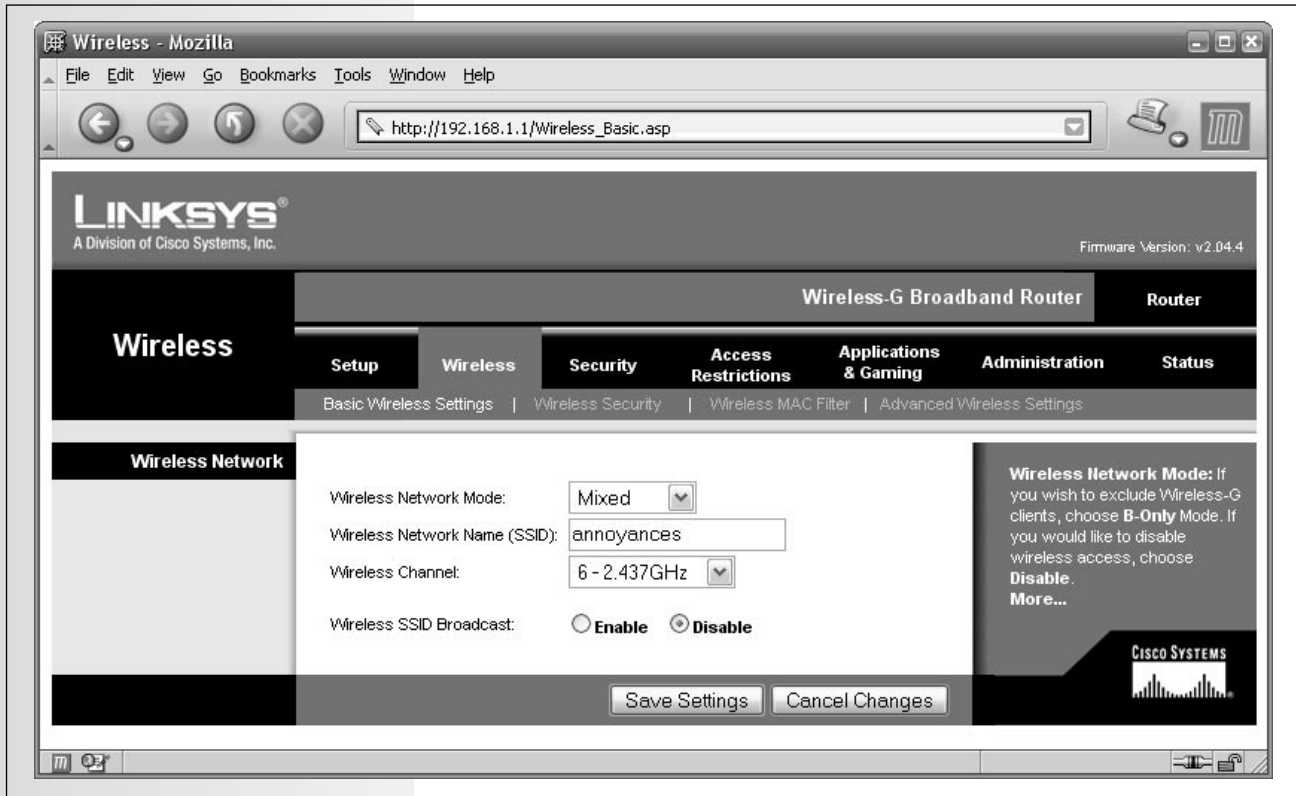 Wireless - Mozilla
File Edit View Go Bookmarks Tools Window Help
http://192.168.1.1/Wireless_Basic.asp
LINKSYS®
A Division of Cisco Systems, Inc.
Firmware Version: v2.04.4
Wireless-G Broadband Router
Router
Wireless
Setup
Wireless
Security
Access Restrictions
Applications & Gaming
Administration
Status
Basic Wireless Settings | Wireless Security | Wireless MAC Filter | Advanced Wireless Settings
Wireless Network
Wireless Network Mode: Mixed
Wireless Network Name (SSID): annoyances
Wireless Channel: 6 - 2.437GHz
Wireless SSID Broadcast: Enable Disable
Wireless Network Mode: If
you wish to exclude Wireless-G
clients, choose B-Only Mode. If
you would like to disable
wireless access, choose
Disable.
More...
CISCO SYSTEMS
Save Settings Cancel Changes